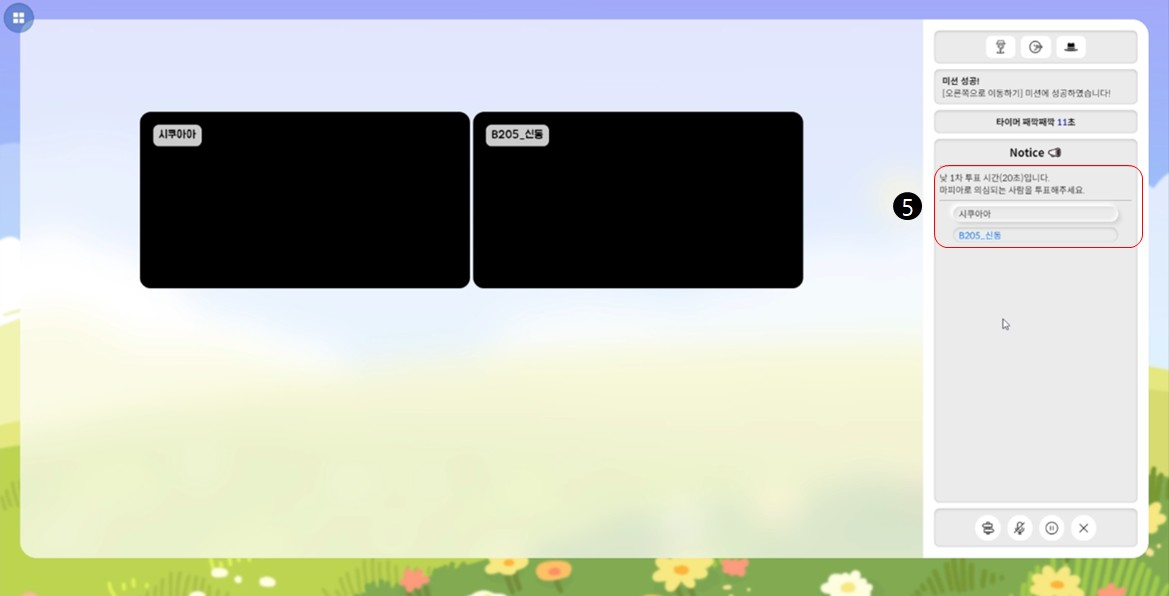 시쿠아아
B205_신동
미션 성공!
[오른쪽으로 이동하기] 미션에 성공하였습니다!
타이머 째깍째깍 11초
Notice
낮 1차 투표 시간(20초)입니다.
마피아로 의심되는 사람을 투표해주세요.
시쿠아아
B205_신동
5